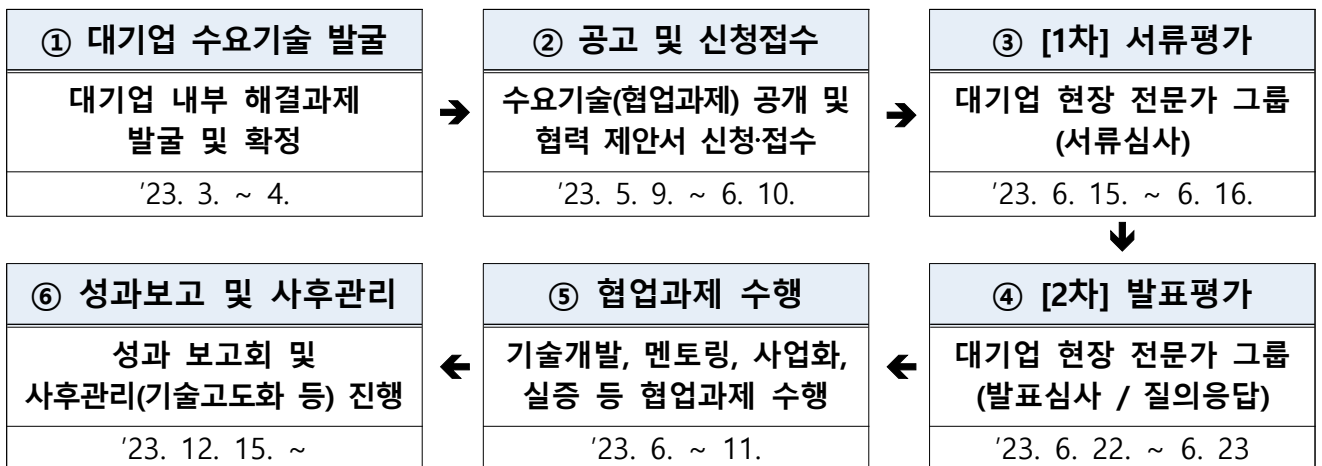 ① 대기업 수요기술 발굴
대기업 내부 해결과제
발굴 및 확정
'23. 3. ~ 4.
② 공고 및 신청접수
수요기술(협업과제) 공개 및
협력 제안서 신청·접수
'23. 5. 9. ~ 6. 10.
③ [1차] 서류평가
대기업 현장 전문가 그룹
(서류심사)
'23. 6. 15. ~ 6. 16.
④ [2차] 발표평가
대기업 현장 전문가 그룹
(발표심사 / 질의응답)
'23. 6. 22. ~ 6. 23
⑤ 협업과제 수행
기술개발, 멘토링, 사업화,
실증 등 협업과제 수행
'23. 6. ~ 11.
⑥ 성과보고 및 사후관리
성과 보고회 및
사후관리(기술고도화 등) 진행
'23. 12. 15. ~